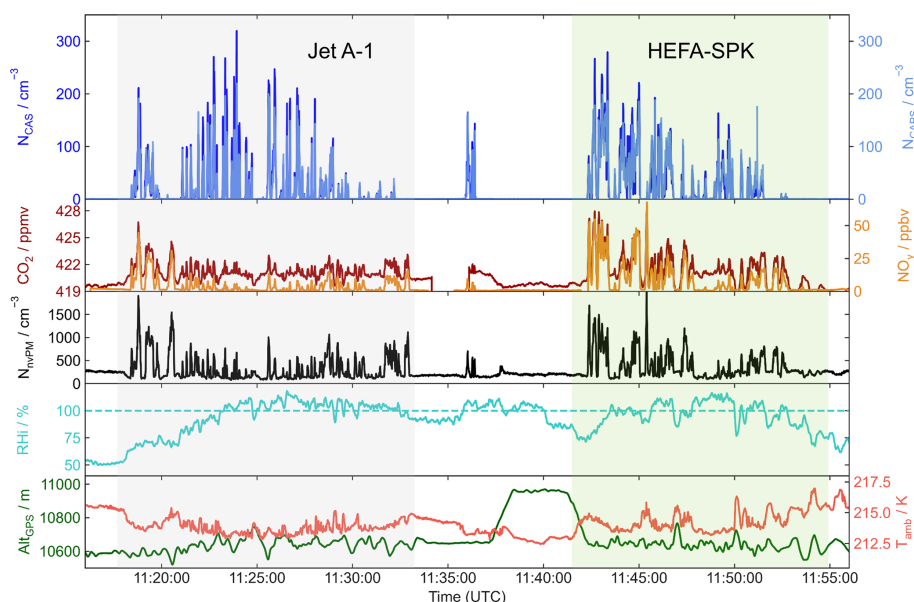 Jet A-1
HEFA-SPK
N_CAS / cm⁻³
300
200
100
0
N_CAPS / cm⁻³
300
200
100
0
CO₂ / ppmv
428
425
422
419
NO_y / ppbv
50
25
0
N_nvPM / cm⁻³
1500
1000
500
0
RHi / %
100
75
50
Alt_GPS / m
11000
10800
10600
T_amb / K
217.5
215.0
212.5
11:20:00 11:25:00 11:30:00 11:35:00 11:40:00 11:45:00 11:50:00 11:55:00
Time (UTC)